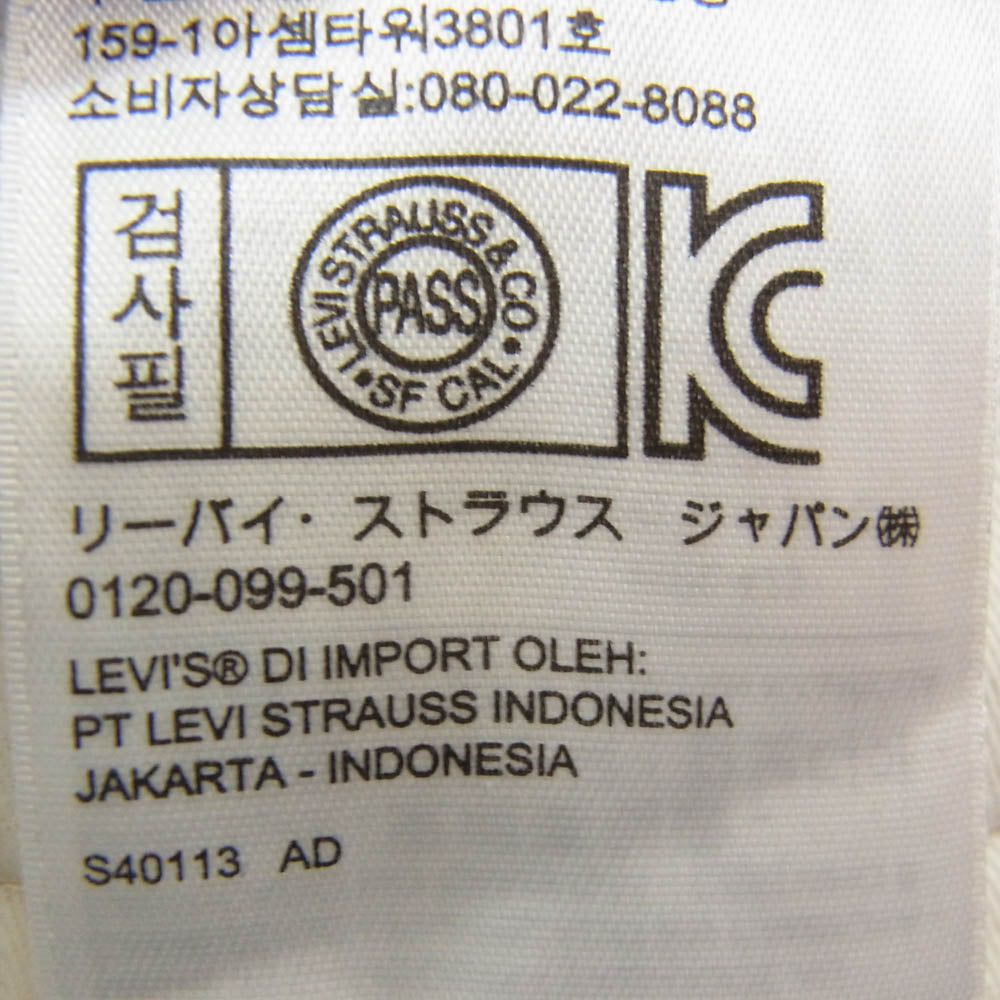 159-1아셈타워3801호
소비자상담실:080-022-8088
검사필
LEVI STRAUSS & CO
PASS
SF CAL
KC
リーバイ・ストラウス ジャパン㈱
0120-099-501
LEVI'S® DI IMPORT OLEH:
PT LEVI STRAUSS INDONESIA
JAKARTA - INDONESIA
S40113 AD